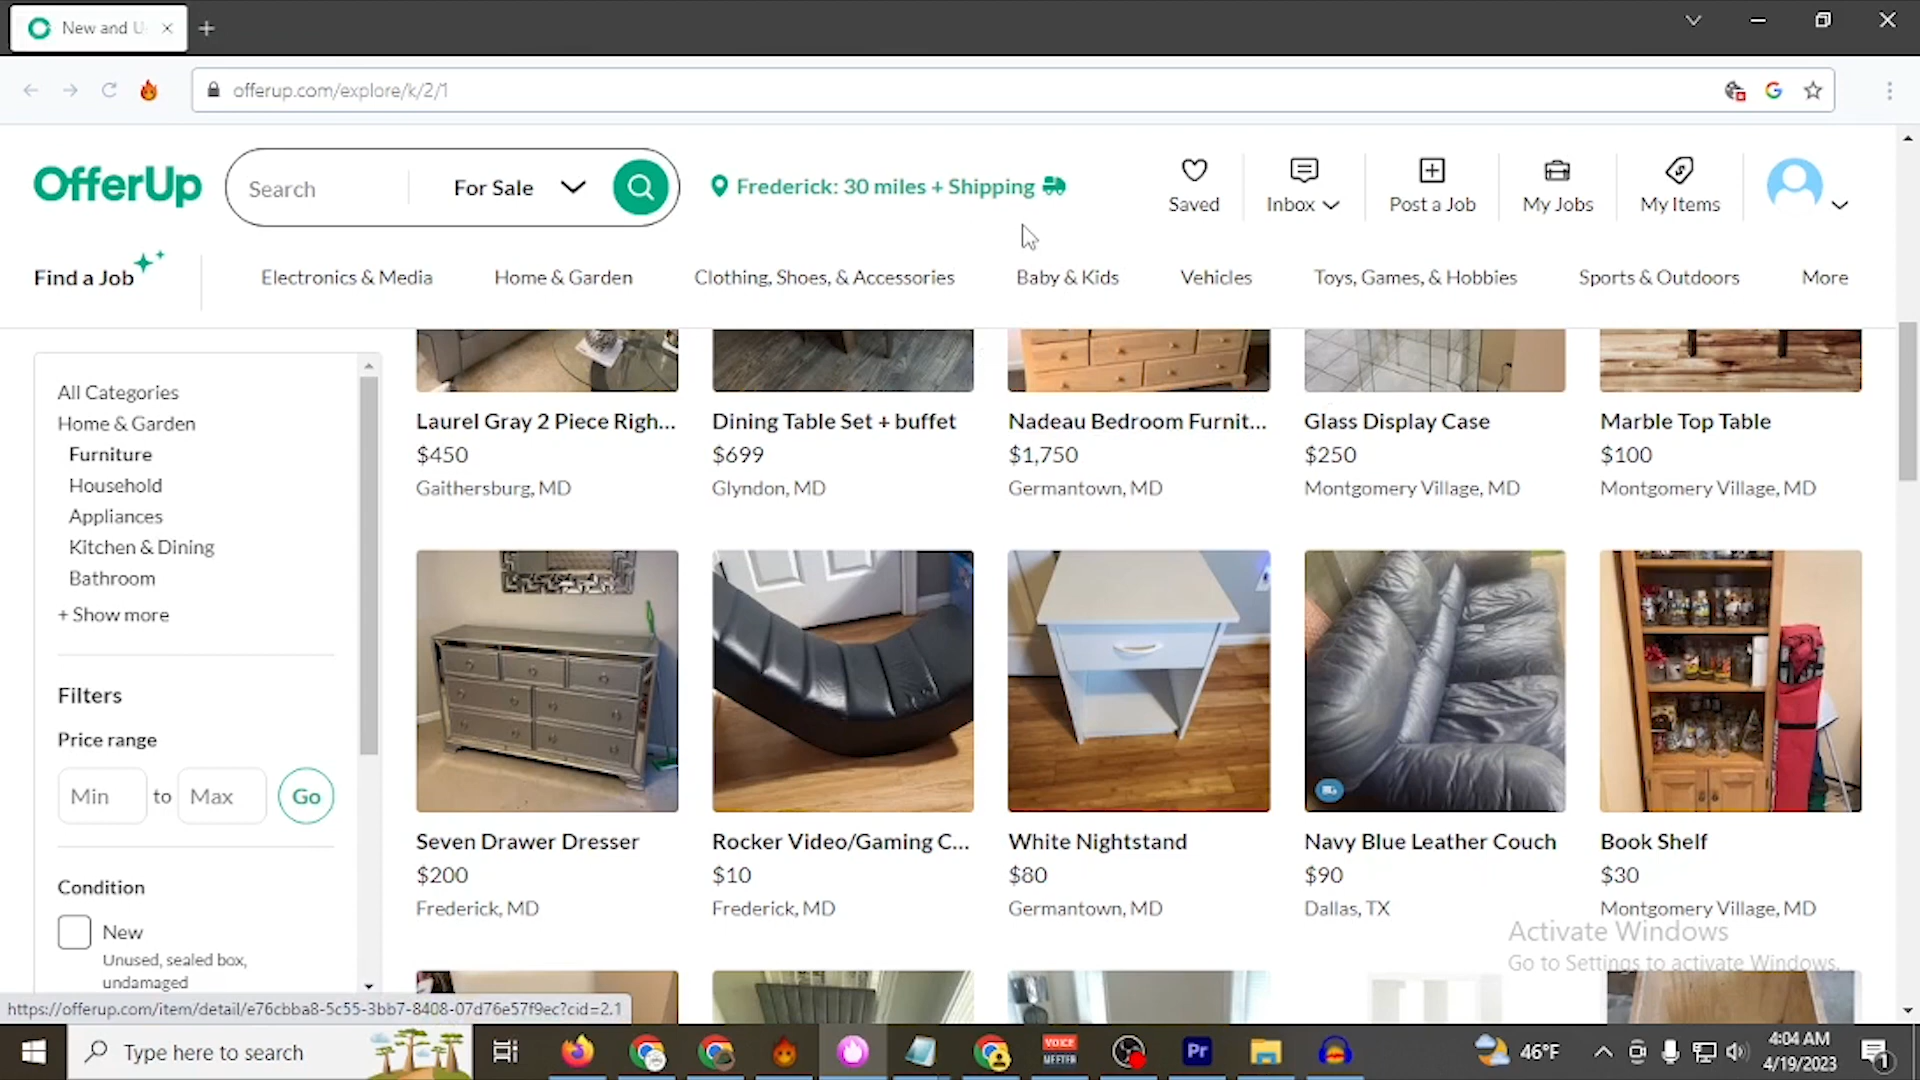 New and U
offerup.com/explore/k/2/1
OfferUp
Search
For Sale
Frederick: 30 miles + Shipping
Saved
Inbox
Post a Job
My Jobs
My Items
Find a Job
Electronics & Media
Home & Garden
Clothing, Shoes, & Accessories
Baby & Kids
Vehicles
Toys, Games, & Hobbies
Sports & Outdoors
More
All Categories
Home & Garden
Furniture
Household
Appliances
Kitchen & Dining
Bathroom
+ Show more
Filters
Price range
Min to Max Go
Condition
New
Unused, sealed box,
undamaged
Laurel Gray 2 Piece Righ...
$450
Gaithersburg, MD
Dining Table Set + buffet
$699
Glyndon, MD
Nadeau Bedroom Furnit...
$1,750
Germantown, MD
Glass Display Case
$250
Montgomery Village, MD
Marble Top Table
$100
Montgomery Village, MD
Seven Drawer Dresser
$200
Frederick, MD
Rocker Video/Gaming C...
$10
Frederick, MD
White Nightstand
$80
Germantown, MD
Navy Blue Leather Couch
$90
Dallas, TX
Book Shelf
$30
Montgomery Village, MD
Activate Windows
Go to Settings to activate Windows.
https://offerup.com/item/detail/e76cbba8-5c55-3bb7-8408-07d76e57f9ec?cid=2.1
Type here to search
VOICE
MEETER
Pr
46°F
4:04 AM
4/19/2023
1